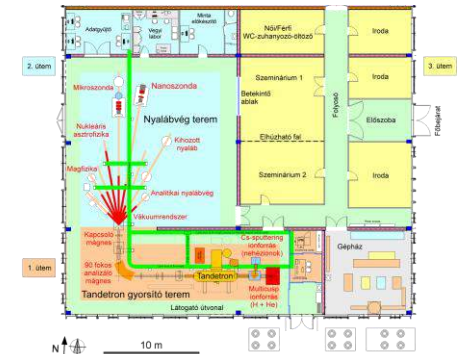 Adatgyűjtő
Vegyi
labor
Minta
előkészítő
Női/Férfi
WC-zuhanyozó-öltöző
Iroda
2. ütem
3. ütem
Mikroszonda
Nanoszonda
Nyalábvég terem
Szeminárium 1
Betekintő
ablak
Folyosó
Iroda
Nukleáris
asztrofizika
Kihozott
nyaláb
Előszoba
Főbejárat
Elhúzható fal
Magfizika
Analitikai nyalábvég
Szeminárium 2
Iroda
Vákuumrendszer
Kapcsoló
mágnes
Cs-sputtering
ionforrás
(nehézionok)
Gépház
1. ütem
90 fokos
analizáló
mágnes
Tandetron
Multicusp
ionforrás
(H + He)
Tandetron gyorsító terem
Látogató útvonal
N
10 m